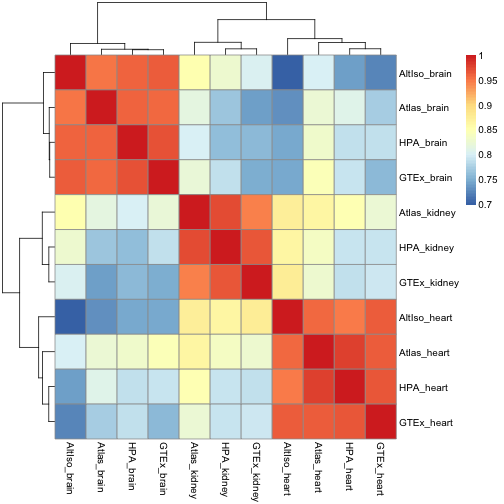 1
0.95
0.9
0.85
0.8
0.75
0.7
AltIso_brain
Atlas_brain
HPA_brain
GTEx_brain
Atlas_kidney
HPA_kidney
GTEx_kidney
AltIso_heart
Atlas_heart
HPA_heart
GTEx_heart
AltIso_brain
Atlas_brain
HPA_brain
GTEx_brain
Atlas_kidney
HPA_kidney
GTEx_kidney
AltIso_heart
Atlas_heart
HPA_heart
GTEx_heart